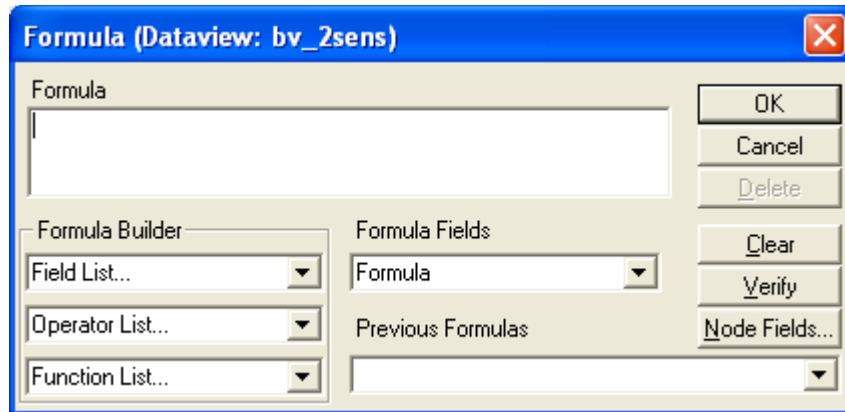 Formula (Dataview: bv_2sens)
Formula
OK
Cancel
Delete
Formula Builder
Formula Fields
Clear
Field List...
Formula
Verify
Operator List...
Previous Formulas
Node Fields...
Function List...